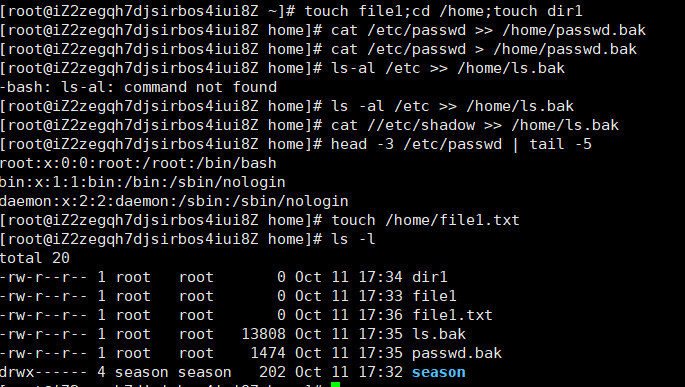 [root@iZ2zegqh7djsirbos4iui8Z ~]# touch file1;cd /home;touch dir1
[root@iZ2zegqh7djsirbos4iui8Z home]# cat /etc/passwd >> /home/passwd.bak
[root@iZ2zegqh7djsirbos4iui8Z home]# cat /etc/passwd > /home/passwd.bak
[root@iZ2zegqh7djsirbos4iui8Z home]# ls-al /etc >> /home/ls.bak
-bash: ls-al: command not found
[root@iZ2zegqh7djsirbos4iui8Z home]# ls -al /etc >> /home/ls.bak
[root@iZ2zegqh7djsirbos4iui8Z home]# cat //etc/shadow >> /home/ls.bak
[root@iZ2zegqh7djsirbos4iui8Z home]# head -3 /etc/passwd | tail -5
root:x:0:0:root:/root:/bin/bash
bin:x:1:1:bin:/bin:/sbin/nologin
daemon:x:2:2:daemon:/sbin:/sbin/nologin
[root@iZ2zegqh7djsirbos4iui8Z home]# touch /home/file1.txt
[root@iZ2zegqh7djsirbos4iui8Z home]# ls -l
total 20
-rw-r--r-- 1 root   root       0 Oct 11 17:34 dir1
-rw-r--r-- 1 root   root       0 Oct 11 17:33 file1
-rw-r--r-- 1 root   root       0 Oct 11 17:36 file1.txt
-rw-r--r-- 1 root   root   13808 Oct 11 17:35 ls.bak
-rw-r--r-- 1 root   root    1474 Oct 11 17:35 passwd.bak
drwx------ 4 season season   202 Oct 11 17:32 season
[root@iZ2zegqh7djsirbos4iui8Z home]#